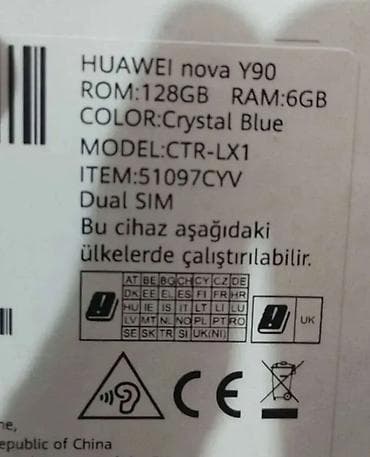 HUAWEI nova Y90
ROM:128GB RAM:6GB
COLOR:Crystal Blue
MODEL:CTR-LX1
ITEM:51097CYV
Dual SIM
Bu cihaz aşağıdaki
ülkelerde çalıştırılabilir.
AT BE BG CH CY CZ DE
DK EE EL ES FI FR HR
HU IE IS IT LT LI LU
LV MT NL NO PL PT RO
SE SK TR SI UK(NI)
UK
CE
ne,
epublic of China